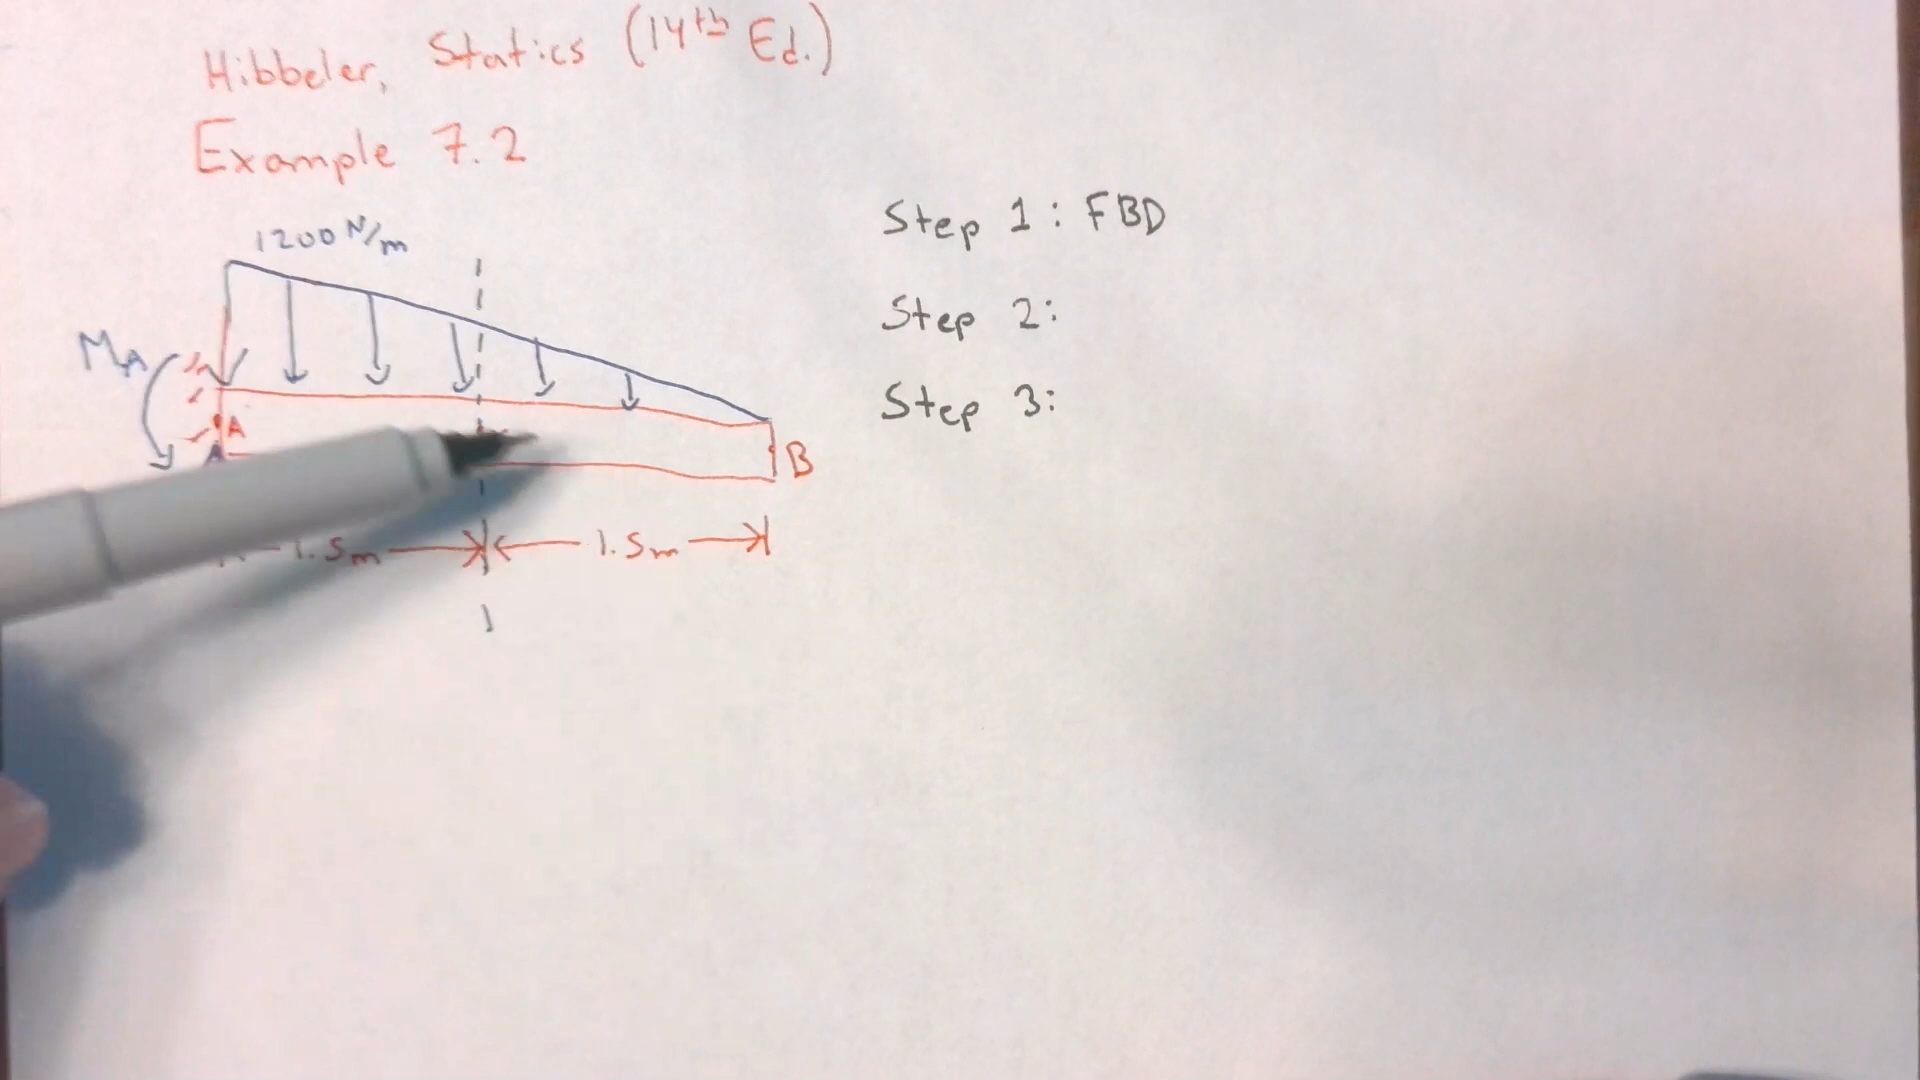 Hibbeler, Statics (14th Ed.)
Example 7.2
Step 1: FBD
1200 N/m
Step 2:
MA
Step 3:
A
B
1.5m
1.5m